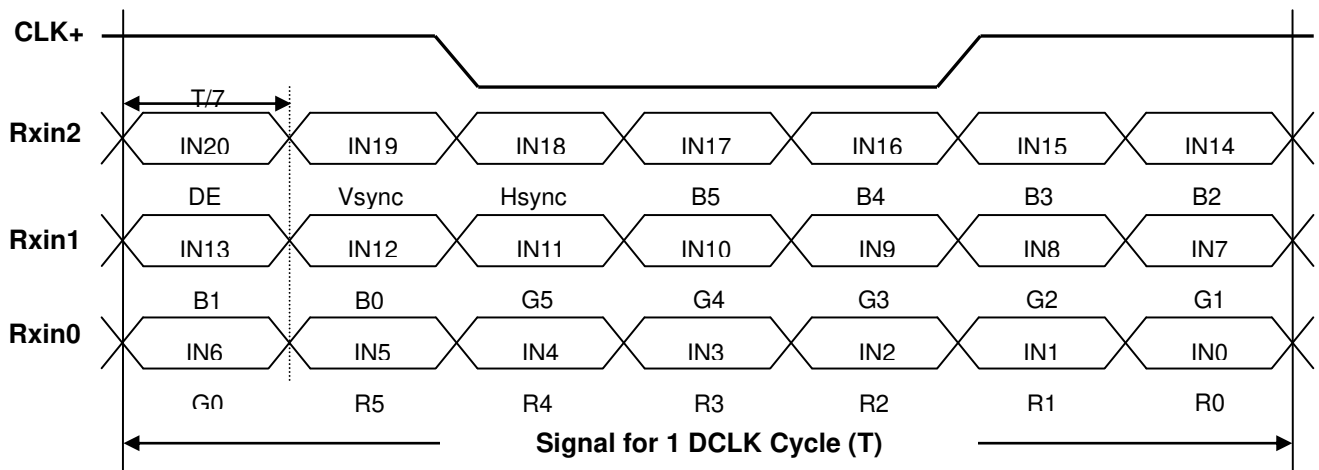 CLK+
T/7
Rxin2 IN20 IN19 IN18 IN17 IN16 IN15 IN14
DE Vsync Hsync B5 B4 B3 B2
Rxin1 IN13 IN12 IN11 IN10 IN9 IN8 IN7
B1 B0 G5 G4 G3 G2 G1
Rxin0 IN6 IN5 IN4 IN3 IN2 IN1 IN0
G0 R5 R4 R3 R2 R1 R0
Signal for 1 DCLK Cycle (T)